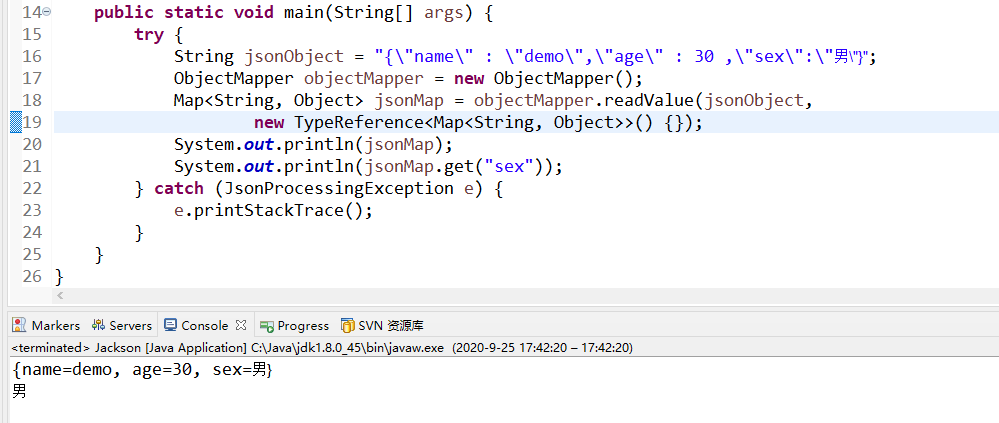 14 public static void main(String[] args) {
15 try {
16 String jsonObject = "{\"name\" : \"demo\",\"age\" : 30 ,\"sex\":\"男\"}";
17 ObjectMapper objectMapper = new ObjectMapper();
18 Map<String, Object> jsonMap = objectMapper.readValue(jsonObject,
19 new TypeReference<Map<String, Object>>() {});
20 System.out.println(jsonMap);
21 System.out.println(jsonMap.get("sex"));
22 } catch (JsonProcessingException e) {
23 e.printStackTrace();
24 }
25 }
26 }
Markers Servers Console Progress SVN 资源库
<terminated> Jackson [Java Application] C:\Java\jdk1.8.0_45\bin\javaw.exe (2020-9-25 17:42:20 – 17:42:20)
{name=demo, age=30, sex=男}
男